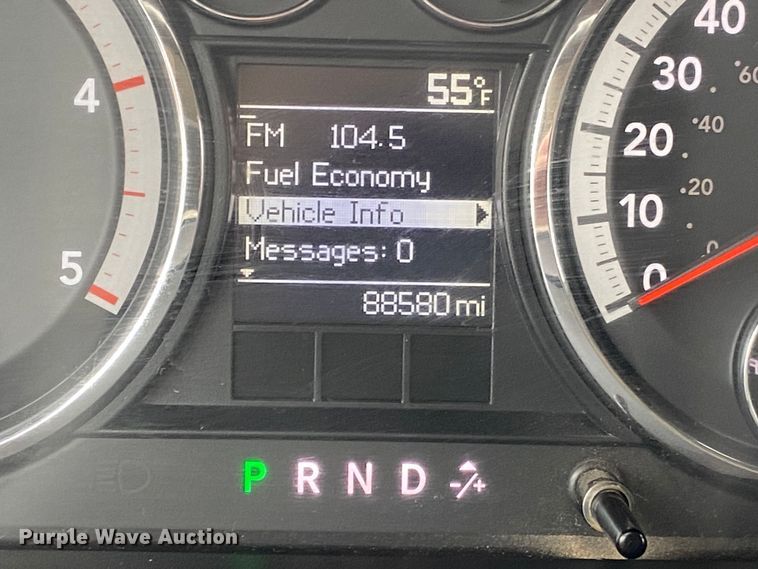 4
5
55°F
FM 104.5
Fuel Economy
Vehicle Info
Messages: 0
88580 mi
40
30
20
10
0
60
40
20
0
P R N D -/+
Purple Wave Auction